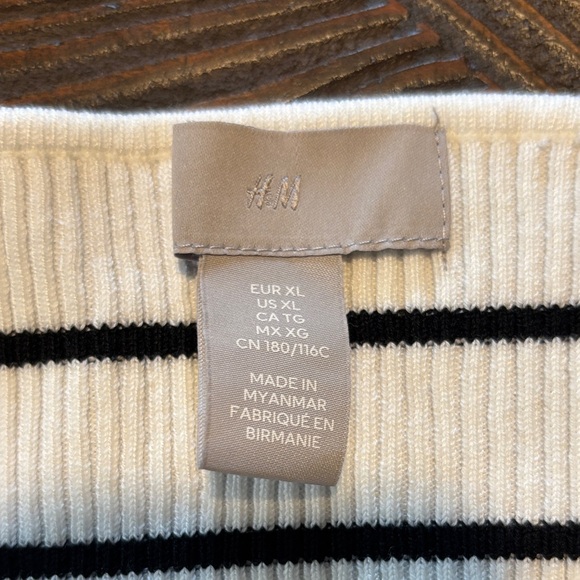 H&M
EUR XL
US XL
CA TG
MX XG
CN 180/116C
MADE IN
MYANMAR
FABRIQUÉ EN
BIRMANIE